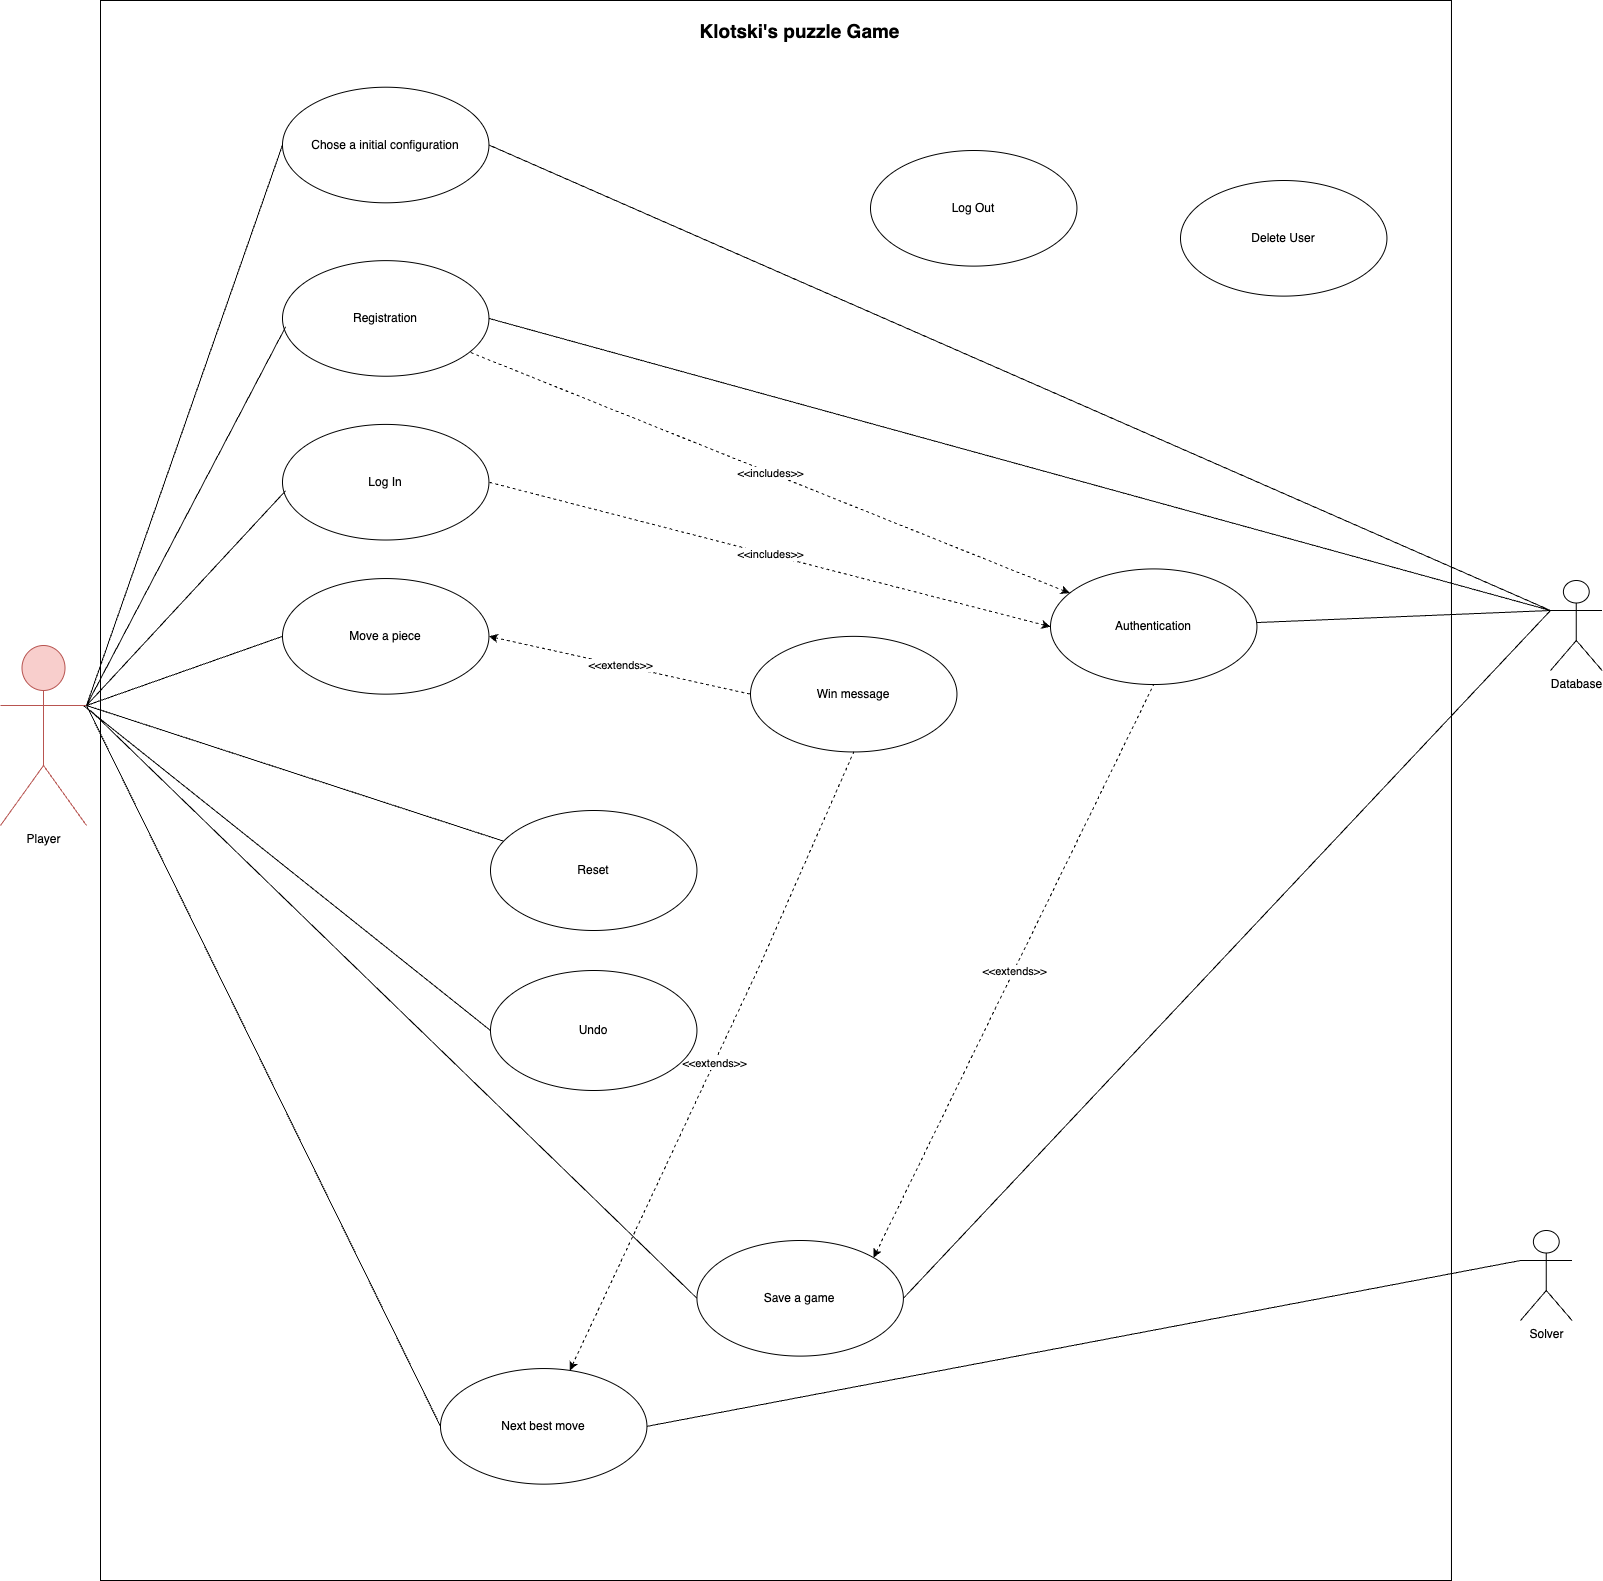 Klotski's puzzle Game
Chose a initial configuration
Log Out
Delete User
Registration
<<includes>>
Log In
<<includes>>
Authentication
Move a piece
<<extends>>
Win message
Database
Player
Reset
<<extends>>
Undo
<<extends>>
Save a game
Solver
Next best move